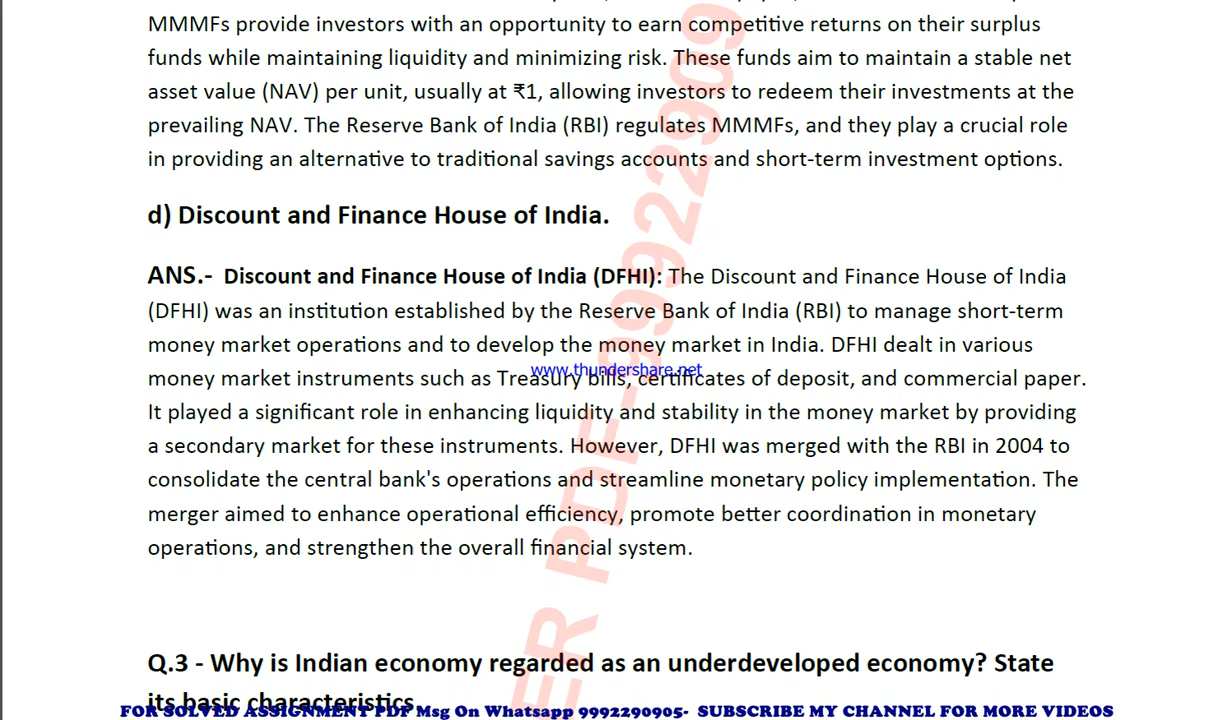 MMMFs provide investors with an opportunity to earn competitive returns on their surplus
funds while maintaining liquidity and minimizing risk. These funds aim to maintain a stable net
asset value (NAV) per unit, usually at ₹1, allowing investors to redeem their investments at the
prevailing NAV. The Reserve Bank of India (RBI) regulates MMMFs, and they play a crucial role
in providing an alternative to traditional savings accounts and short-term investment options.
d) Discount and Finance House of India.
ANS.- Discount and Finance House of India (DFHI): The Discount and Finance House of India
(DFHI) was an institution established by the Reserve Bank of India (RBI) to manage short-term
money market operations and to develop the money market in India. DFHI dealt in various
www.thundershare.net
money market instruments such as Treasury bills, certificates of deposit, and commercial paper.
It played a significant role in enhancing liquidity and stability in the money market by providing
a secondary market for these instruments. However, DFHI was merged with the RBI in 2004 to
consolidate the central bank's operations and streamline monetary policy implementation. The
merger aimed to enhance operational efficiency, promote better coordination in monetary
operations, and strengthen the overall financial system.
ER PDF-999222909
Q.3 - Why is Indian economy regarded as an underdeveloped economy? State
its basic characteristics.
FOR SOLVED ASSIGNMENT PDF Msg On Whatsapp 9992290905- SUBSCRIBE MY CHANNEL FOR MORE VIDEOS